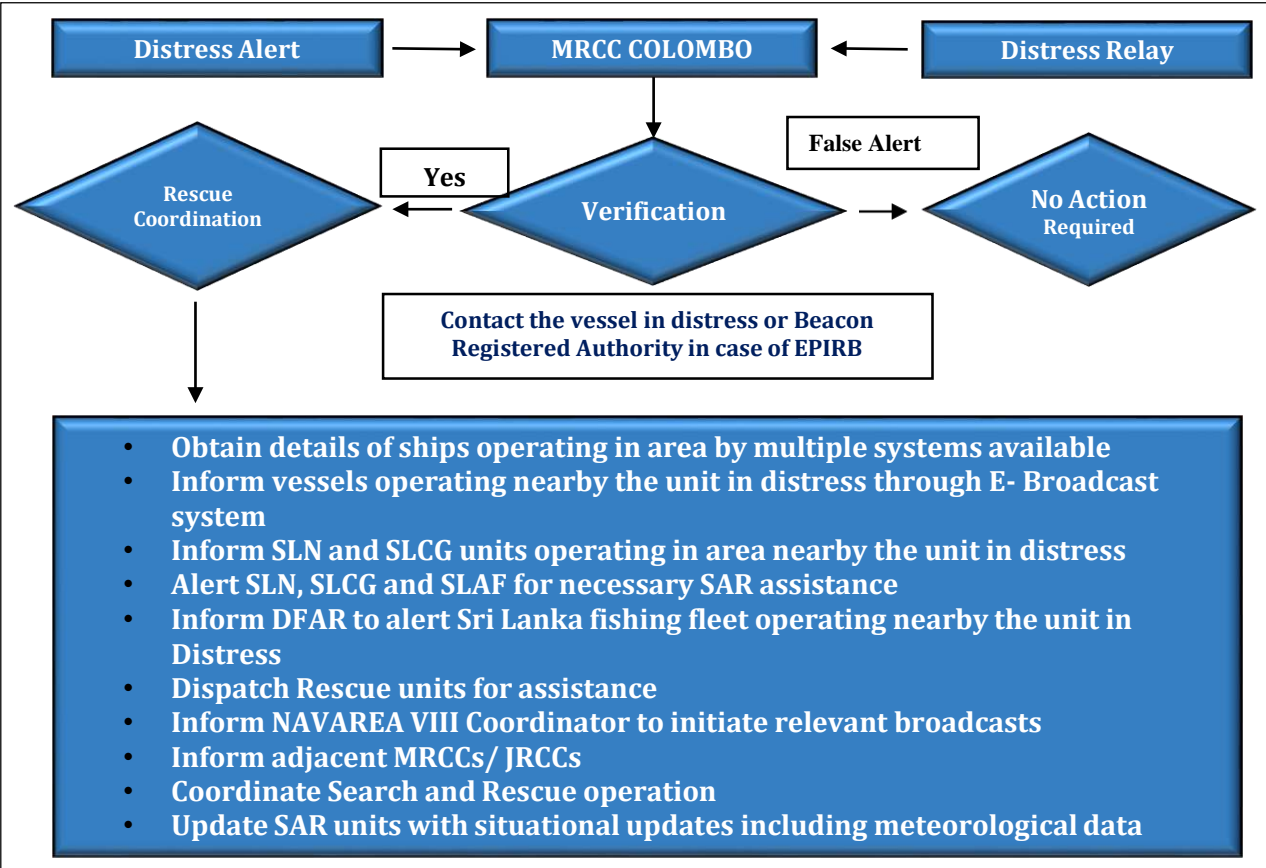 Distress Alert
MRCC COLOMBO
Distress Relay
False Alert
Yes
Rescue
Coordination
Verification
No Action
Required
Contact the vessel in distress or Beacon
Registered Authority in case of EPIRB
• Obtain details of ships operating in area by multiple systems available
• Inform vessels operating nearby the unit in distress through E- Broadcast
system
• Inform SLN and SLCG units operating in area nearby the unit in distress
• Alert SLN, SLCG and SLAF for necessary SAR assistance
• Inform DFAR to alert Sri Lanka fishing fleet operating nearby the unit in
Distress
• Dispatch Rescue units for assistance
• Inform NAVAREA VIII Coordinator to initiate relevant broadcasts
• Inform adjacent MRCCs/ JRCCs
• Coordinate Search and Rescue operation
• Update SAR units with situational updates including meteorological data